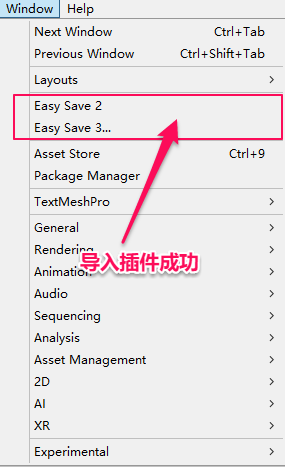 Window Help
Next Window Ctrl+Tab
Previous Window Ctrl+Shift+Tab
Layouts >
Easy Save 2
Easy Save 3...
Asset Store Ctrl+9
Package Manager
TextMeshPro >
General >
Rendering >
导入插件成功
Animation >
Audio >
Sequencing >
Analysis >
Asset Management >
2D >
AI >
XR >
Experimental >